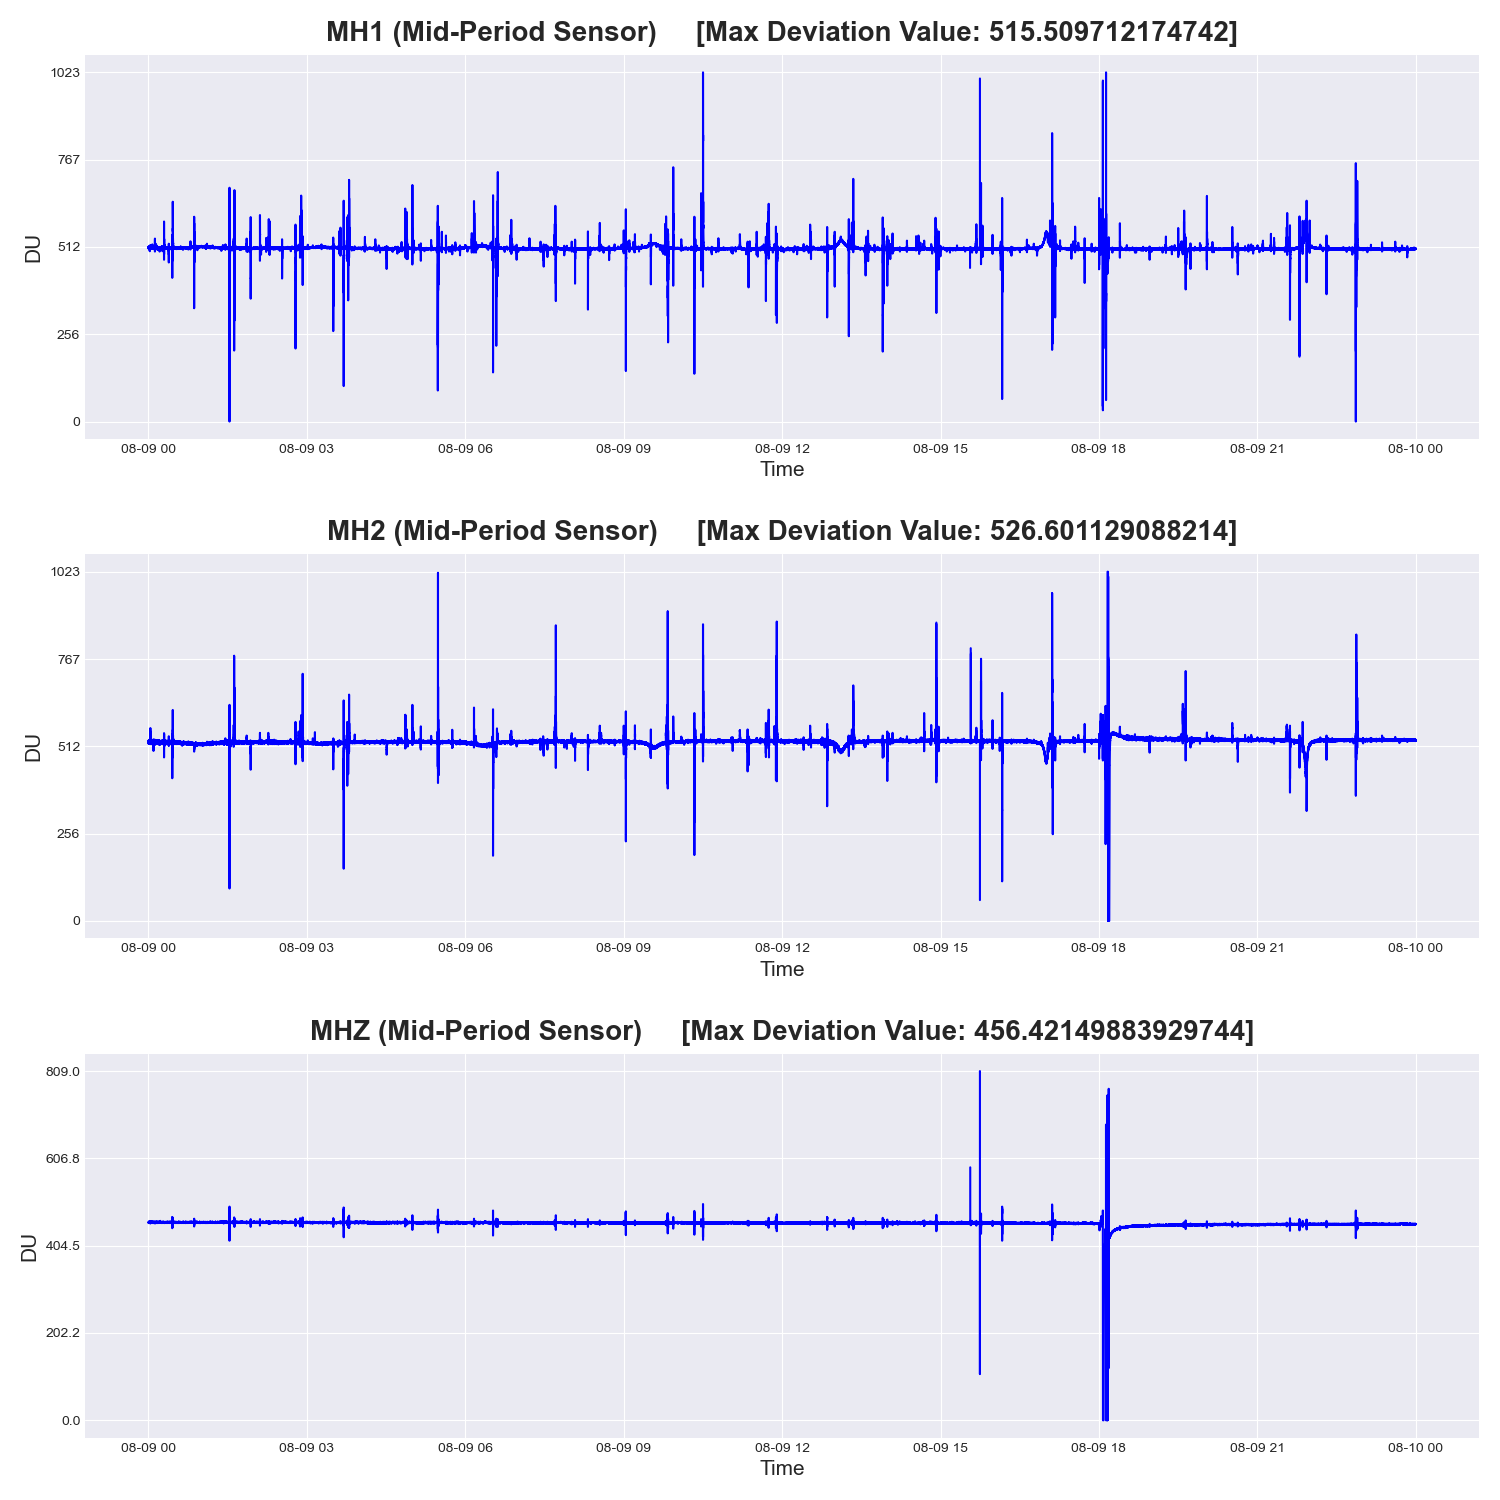 MH1 (Mid-Period Sensor) [Max Deviation Value: 515.509712174742]
1023
767
512
256
0
DU
08-09 00 08-09 03 08-09 06 08-09 09 08-09 12 08-09 15 08-09 18 08-09 21 08-10 00
Time
MH2 (Mid-Period Sensor) [Max Deviation Value: 526.601129088214]
1023
767
512
256
0
DU
08-09 00 08-09 03 08-09 06 08-09 09 08-09 12 08-09 15 08-09 18 08-09 21 08-10 00
Time
MHZ (Mid-Period Sensor) [Max Deviation Value: 456.42149883929744]
809.0
606.8
404.5
202.2
0.0
DU
08-09 00 08-09 03 08-09 06 08-09 09 08-09 12 08-09 15 08-09 18 08-09 21 08-10 00
Time